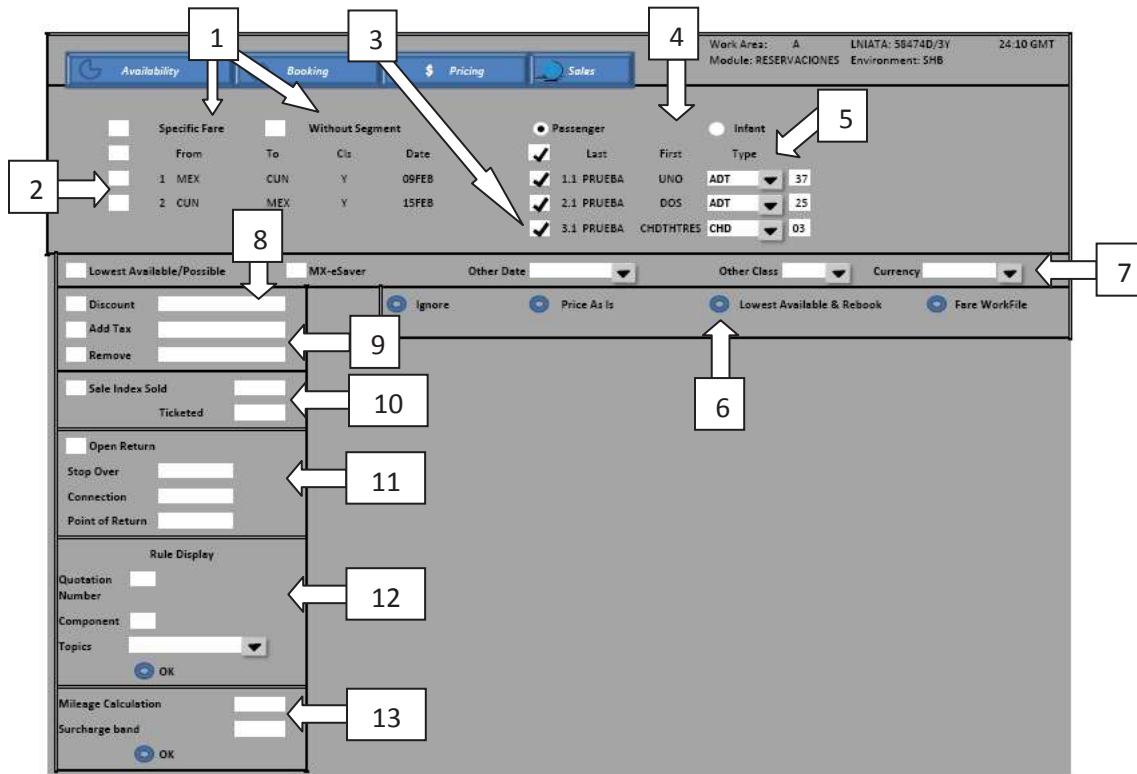 1
3
4
Work Area: A LNIATA: 58474D/3Y 24:10 GMT
Module: RESERVACIONES Environment: SHB
Availability Booking $ Pricing Sales
Specific Fare Without Segment Passenger Infant
5
From To Cls Date Last First Type
2
1 MEX CUN Y 09FEB 1.1 PRUEBA UNO ADT 37
2 CUN MEX Y 15FEB 2.1 PRUEBA DOS ADT 25
3.1 PRUEBA CHDTHTRES CHD 03
8
Lowest Available/Possible MX-eSaver Other Date Other Class Currency
7
Discount
Ignore Price As Is Lowest Available & Rebook Fare WorkFile
Add Tax
9
Remove
Sale Index Sold
10
6
Ticketed
Open Return
Stop Over
11
Connection
Point of Return
Rule Display
Quotation
Number
12
Component
Topics
OK
Mileage Calculation
13
Surcharge band
OK